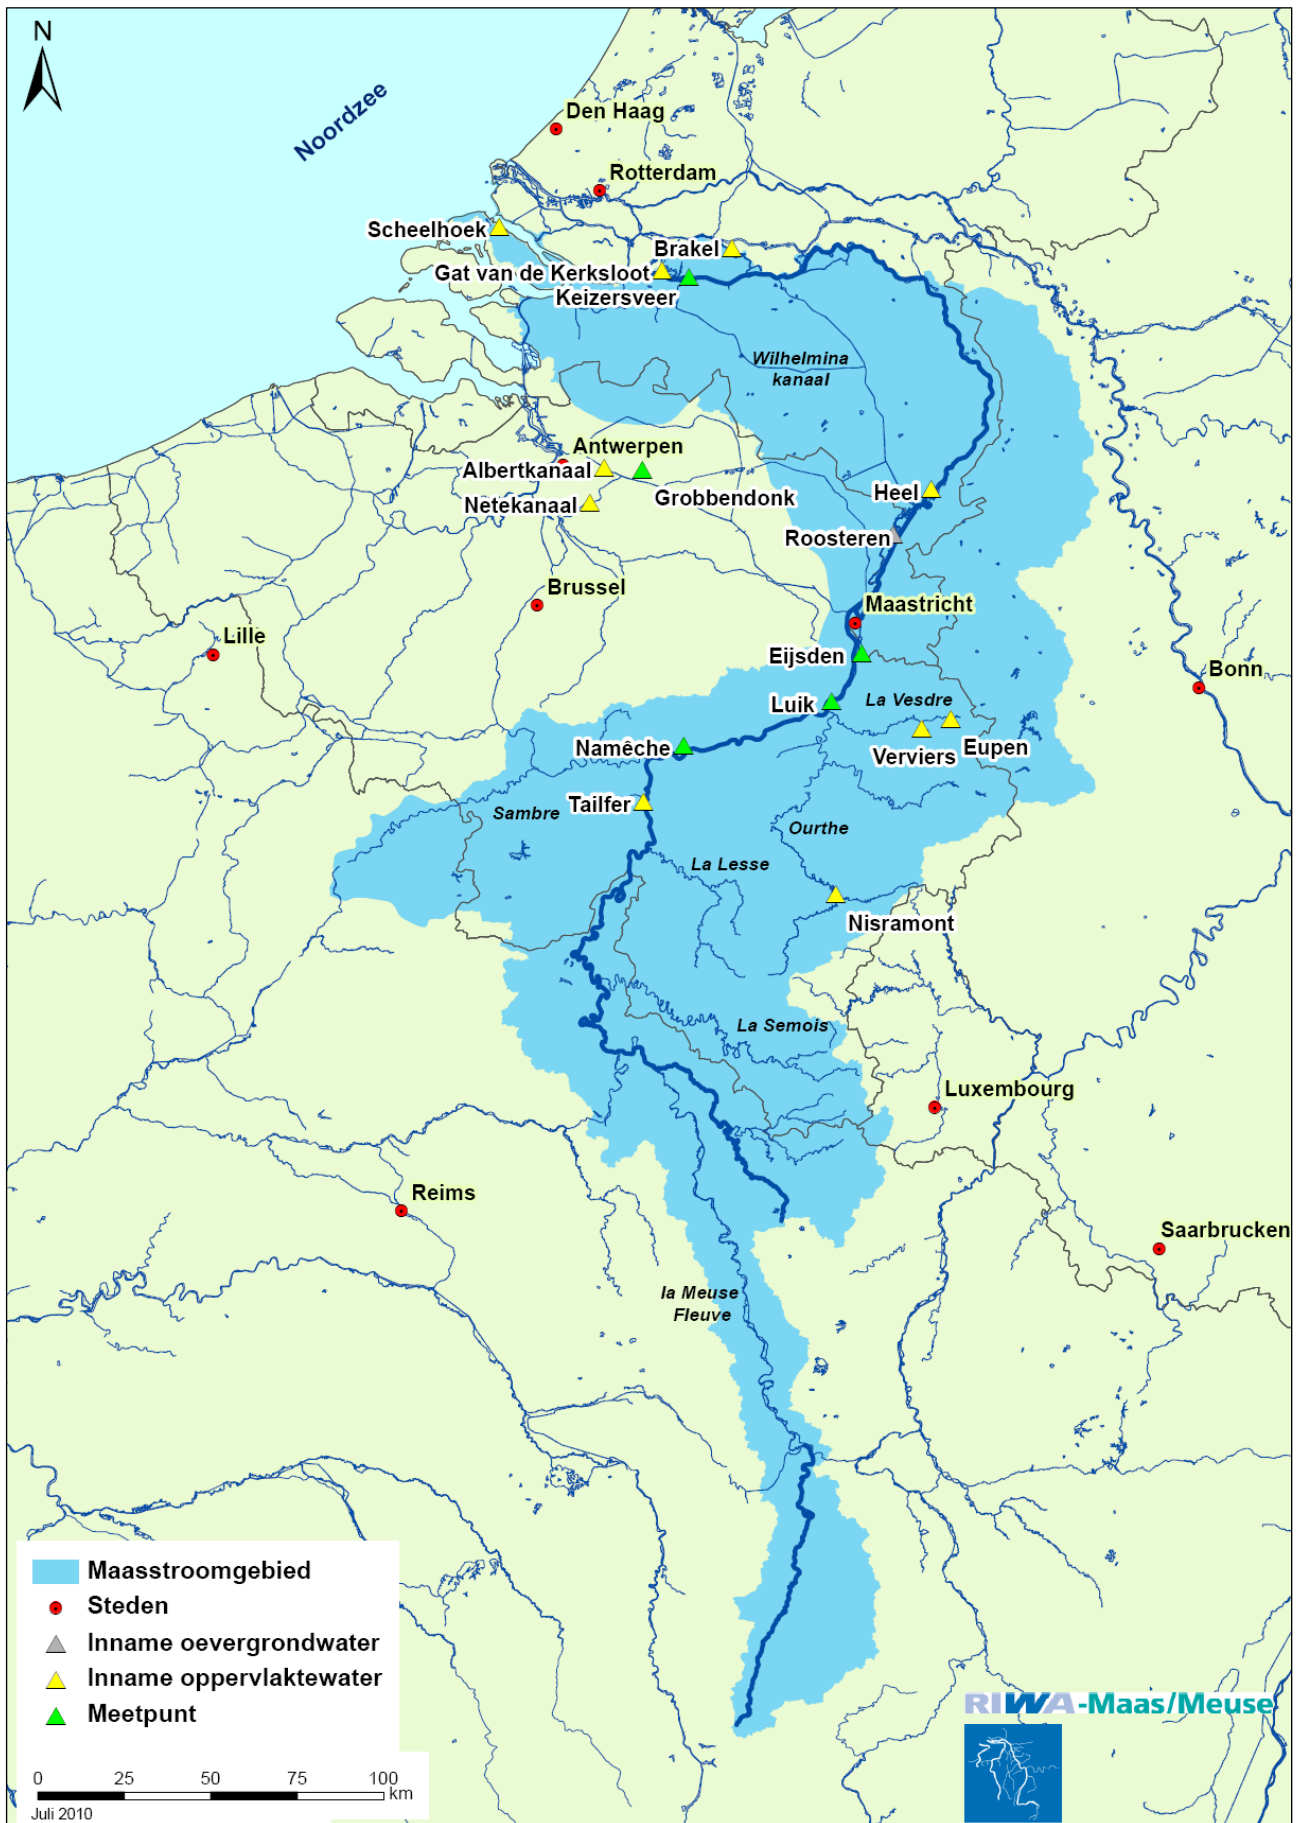 N
Noordzee
Den Haag
Rotterdam
Scheelhoek
Brakel
Gat van de Kerksloot
Keizersveer
Wilhelmina
kanaal
Antwerpen
Albertkanaal
Grobbendonk
Netekanaal
Heel
Roosteren
Brussel
Maastricht
Lille
Eijsden
Bonn
La Vesdre
Luik
Verviers
Eupen
Namêche
Tailfer
Sambre
Ourthe
La Lesse
Nisramont
La Semois
Luxembourg
Reims
Saarbrucken
la Meuse
Fleuve
Maasstroomgebied
Steden
Inname oevergrondwater
Inname oppervlaktewater
Meetpunt
RIWA-Maas/Meuse
0 25 50 75 100
km
Juli 2010